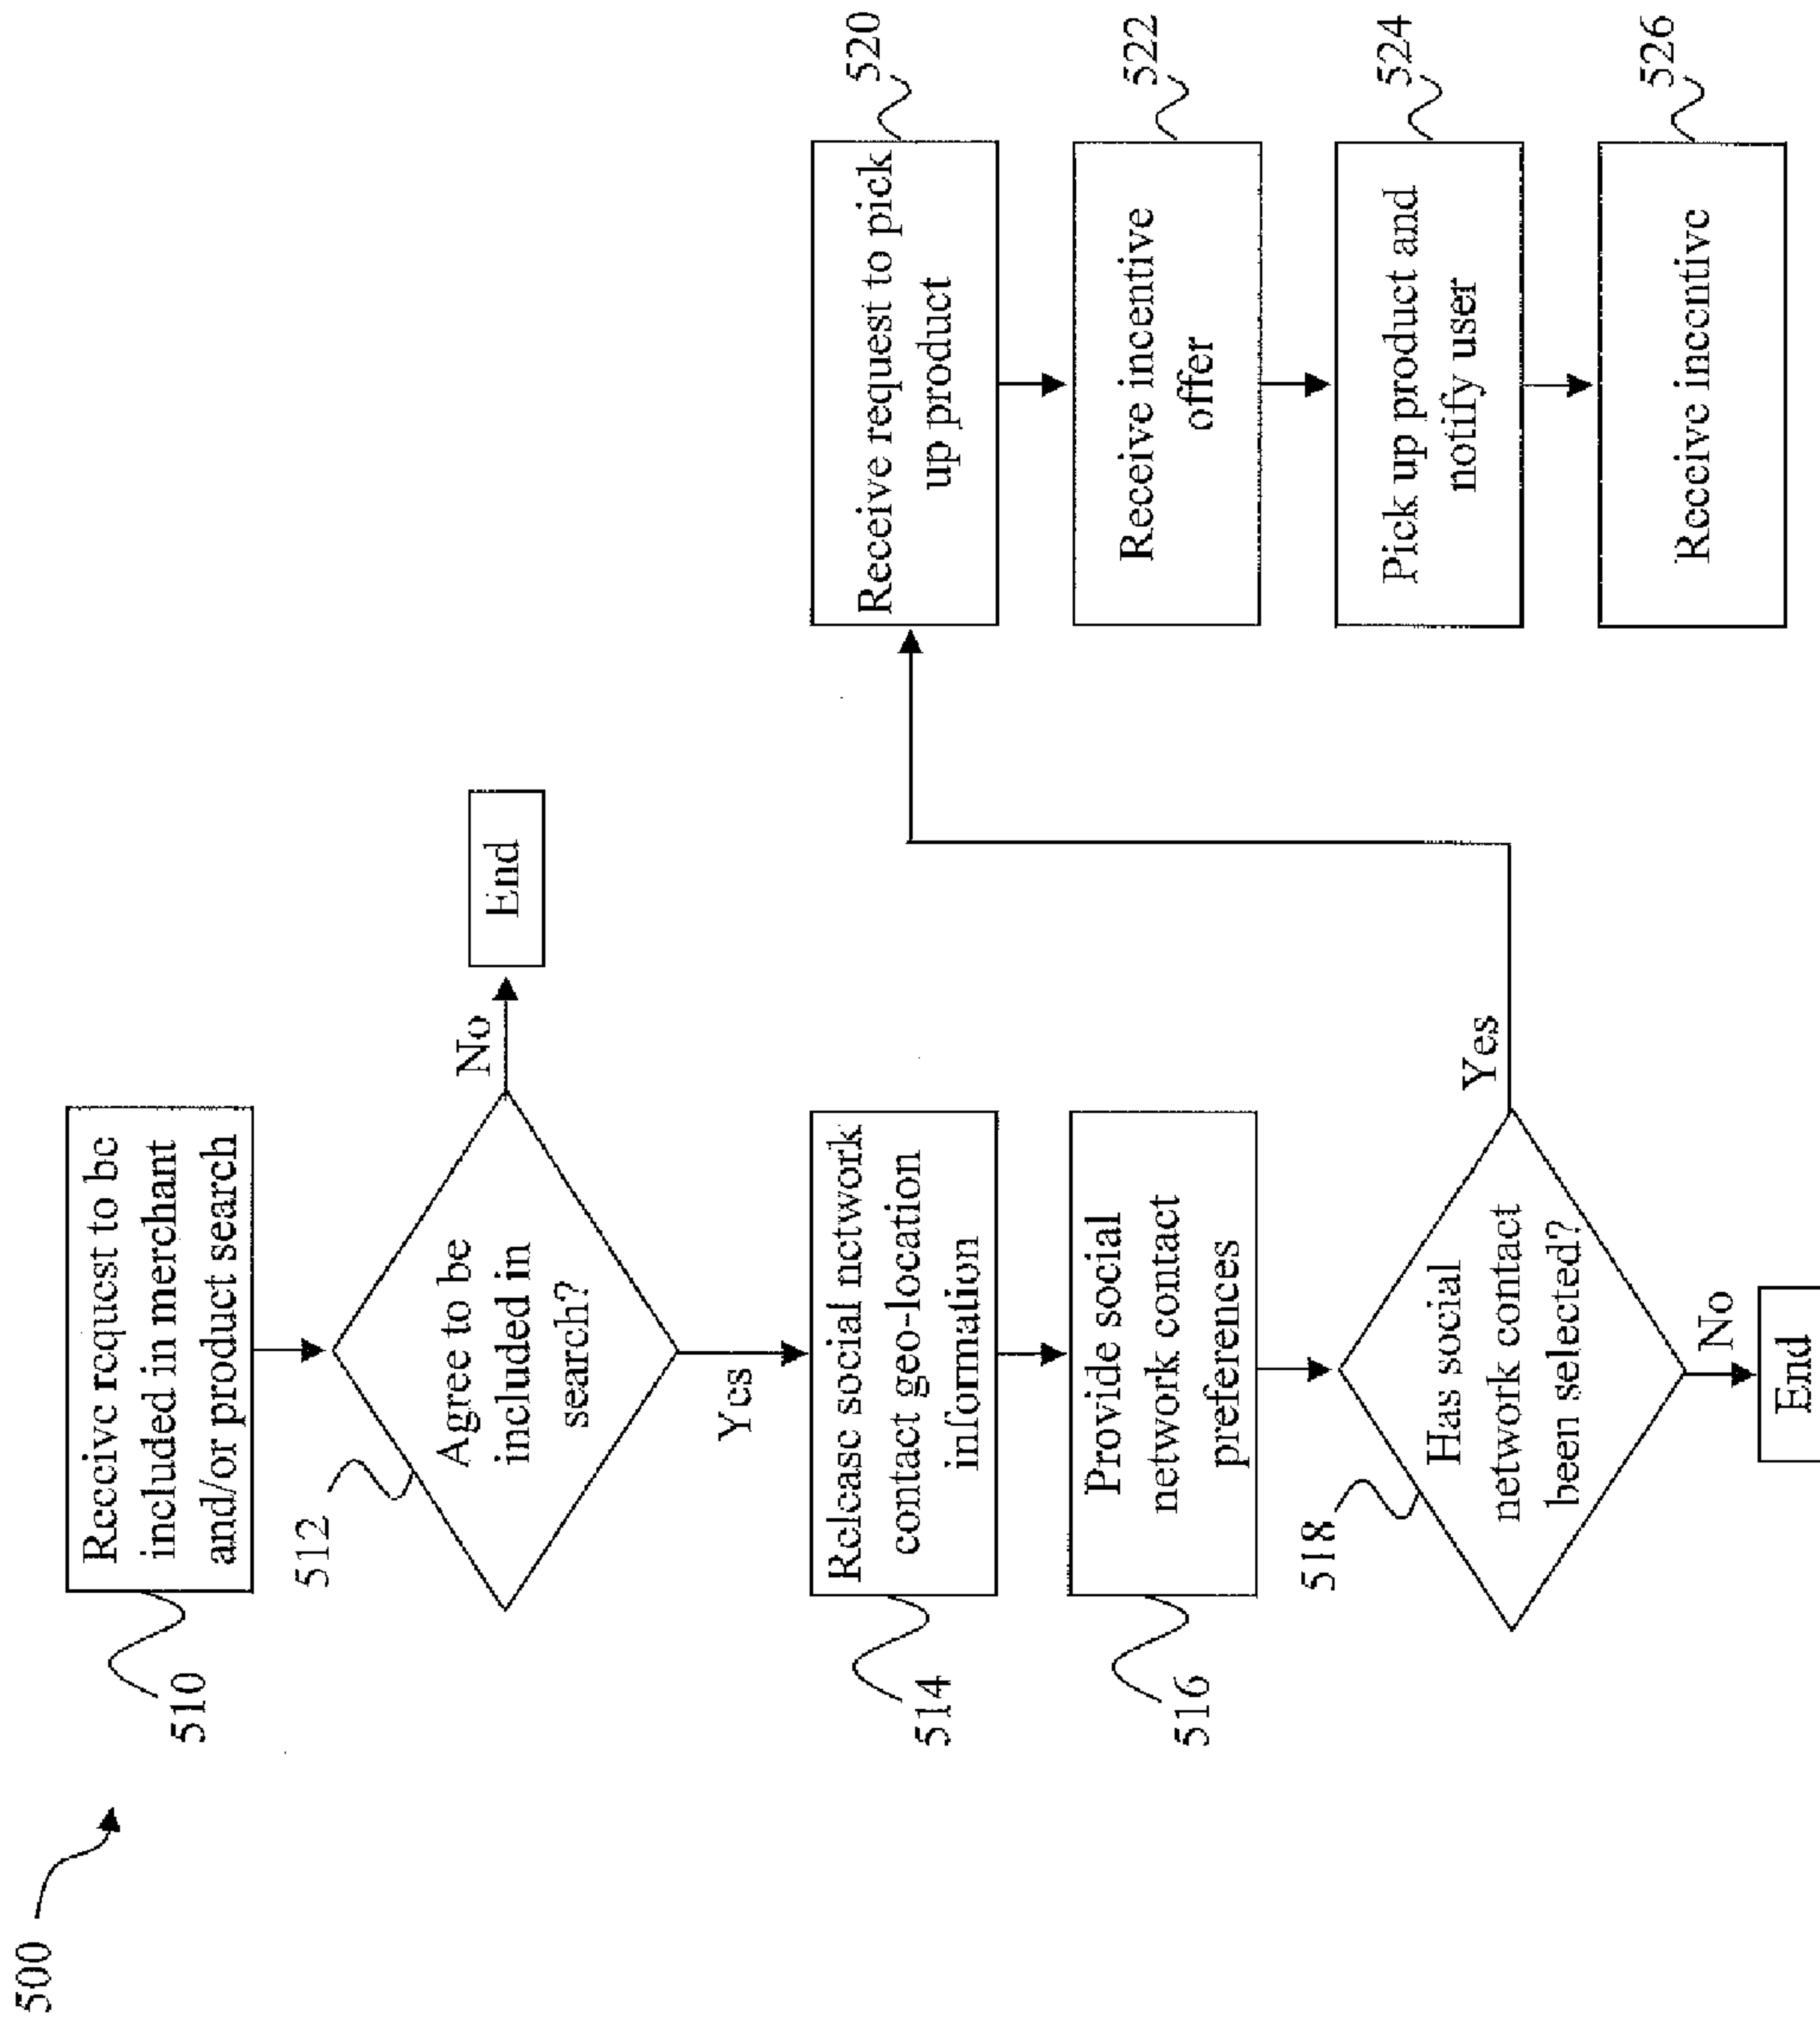 500
510
Receive request to be
included in merchant
and/or product search
512
Agree to be
included in
search?
No
End
Yes
514
Release social network
contact geo-location
information
516
Provide social
network contact
preferences
518
Has social
network contact
been selected?
No
End
Yes
Receive request to pick
up product
520
Receive incentive
offer
522
Pick up product and
notify user
524
Receive incentive
526